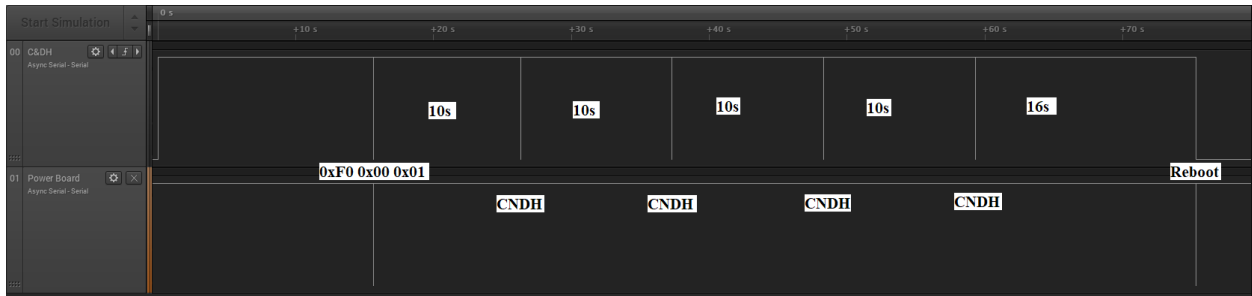 Start Simulation
0 s
+10 s +20 s +30 s +40 s +50 s +60 s +70 s
00 C&DH
Async Serial - Serial
10s 10s 10s 10s 16s
0xF0 0x00 0x01 Reboot
01 Power Board
Async Serial - Serial
CNDH CNDH CNDH CNDH